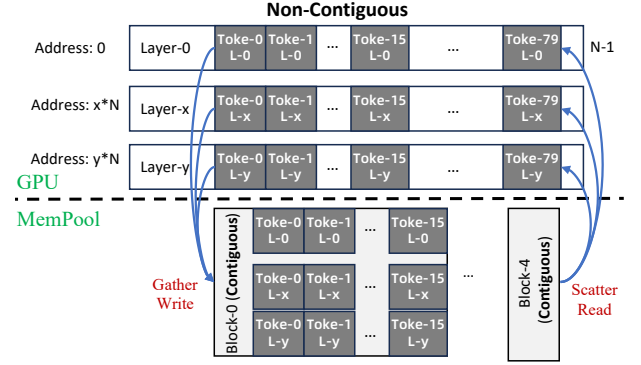 Non-Contiguous
Address: 0
Layer-0
Toke-0 L-0
Toke-1 L-0
...
Toke-15 L-0
...
Toke-79 L-0
N-1
Address: x*N
Layer-x
Toke-0 L-x
Toke-1 L-x
...
Toke-15 L-x
...
Toke-79 L-x
Address: y*N
Layer-y
Toke-0 L-y
Toke-1 L-y
...
Toke-15 L-y
...
Toke-79 L-y
GPU
MemPool
Gather
Write
Block-0 (Contiguous)
Toke-0 L-0
Toke-1 L-0
...
Toke-15 L-0
Toke-0 L-x
Toke-1 L-x
...
Toke-15 L-x
Toke-0 L-y
Toke-1 L-y
...
Toke-15 L-y
...
Block-4
(Contiguous)
Scatter
Read